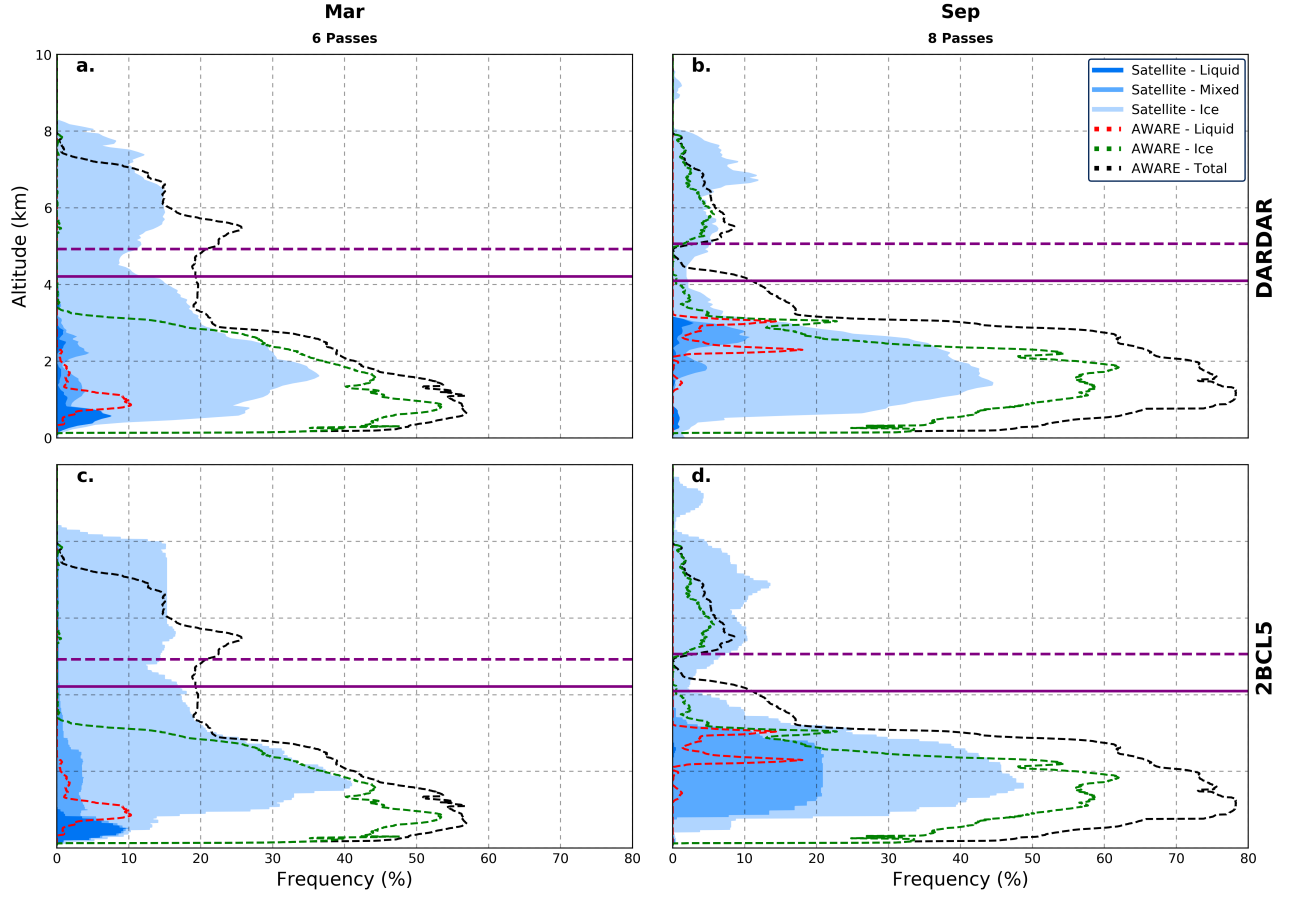 Mar
6 Passes
Sep
8 Passes
a.
b.
Satellite - Liquid
Satellite - Mixed
Satellite - Ice
AWARE - Liquid
AWARE - Ice
AWARE - Total
10
8
6
4
2
0
Altitude (km)
DARDAR
c.
d.
2BCL5
0 10 20 30 40 50 60 70 80
Frequency (%)
0 10 20 30 40 50 60 70 80
Frequency (%)